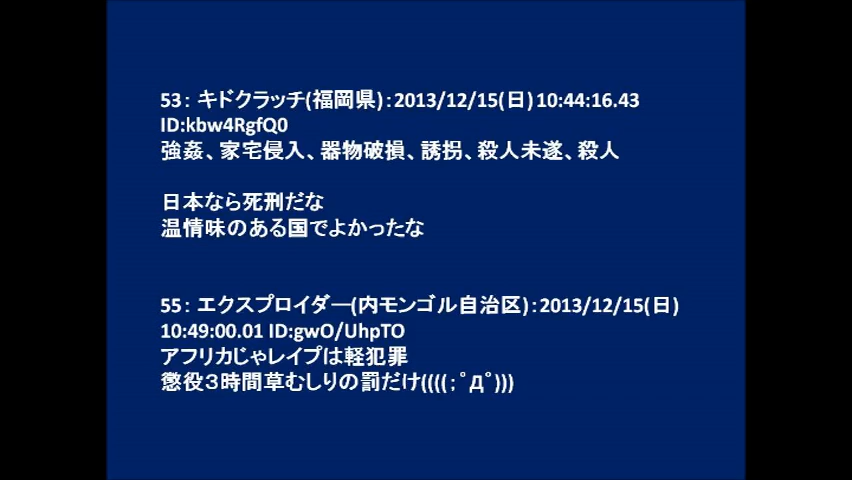 53： キドクラッチ(福岡県)：2013/12/15(日) 10:44:16.43
ID:kbw4RgfQ0
強姦、家宅侵入、器物破損、誘拐、殺人未遂、殺人
日本なら死刑だな
温情味のある国でよかったな
55： エクスプロイダー(内モンゴル自治区)：2013/12/15(日)
10:49:00.01 ID:gwO/UhpTO
アフリカじゃレイプは軽犯罪
懲役３時間草むしりの罰だけ((((；ﾟДﾟ)))